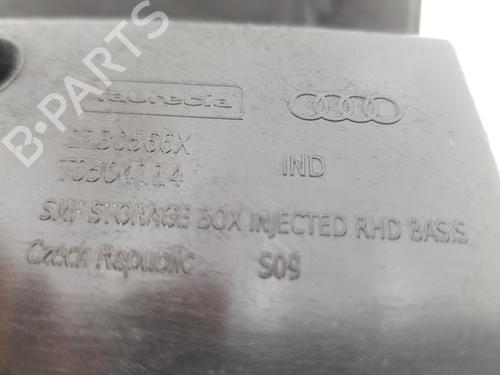 B-PARTS
faurecia
IND
SMF STORAGE BOX INJECTED RHD BASIS
Czech Republic S09